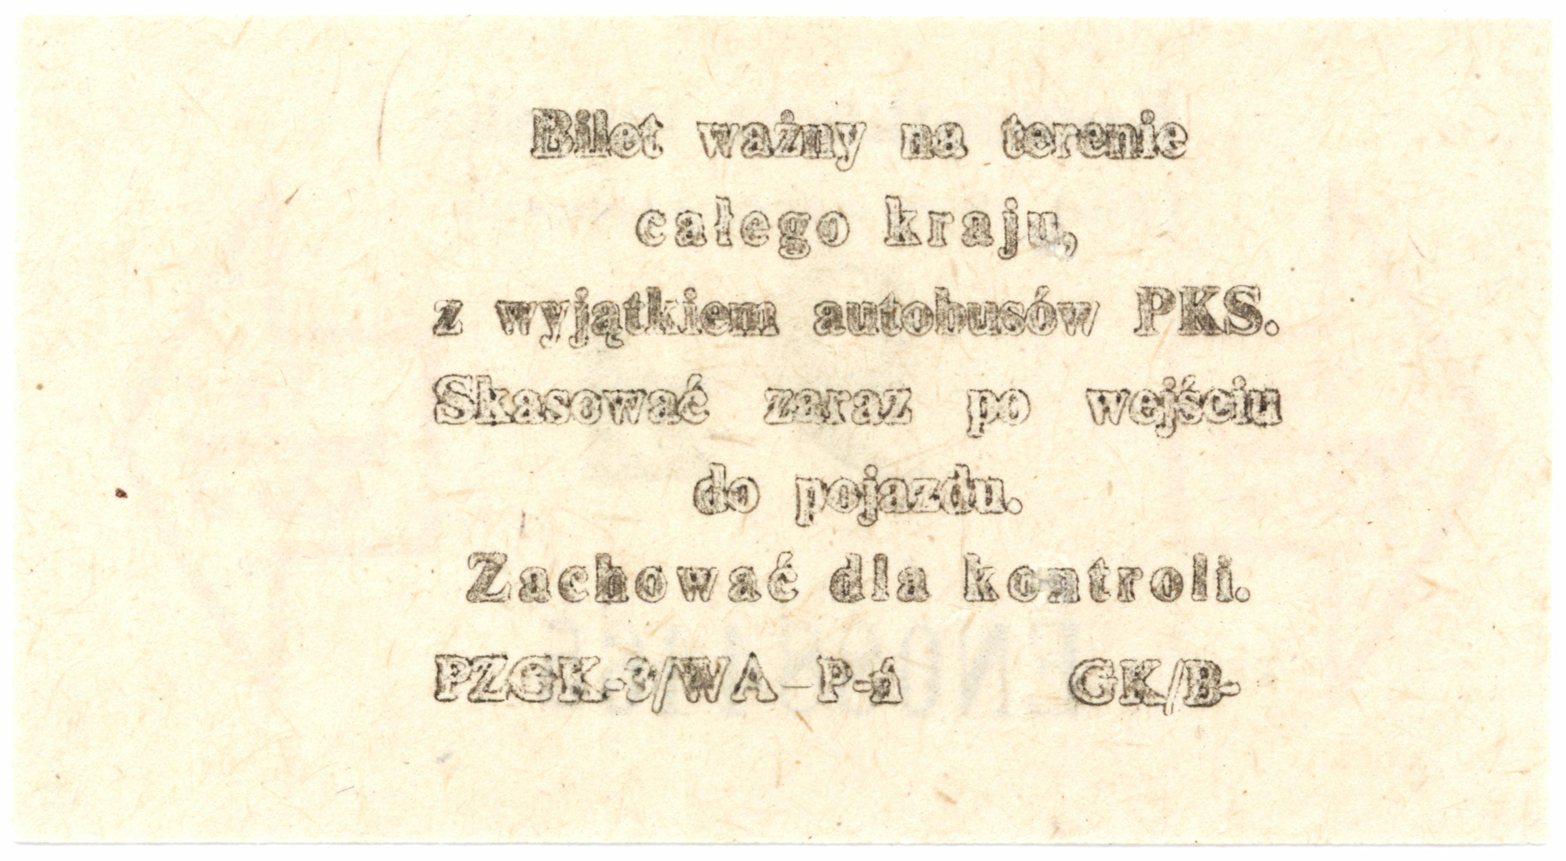 Bilet ważny na terenie
całego kraju,
z wyjątkiem autobusów PKS.
Skasować zaraz po wejściu
do pojazdu.
Zachować dla kontroli.
PZGK-3/WA–P-1 GK/B-